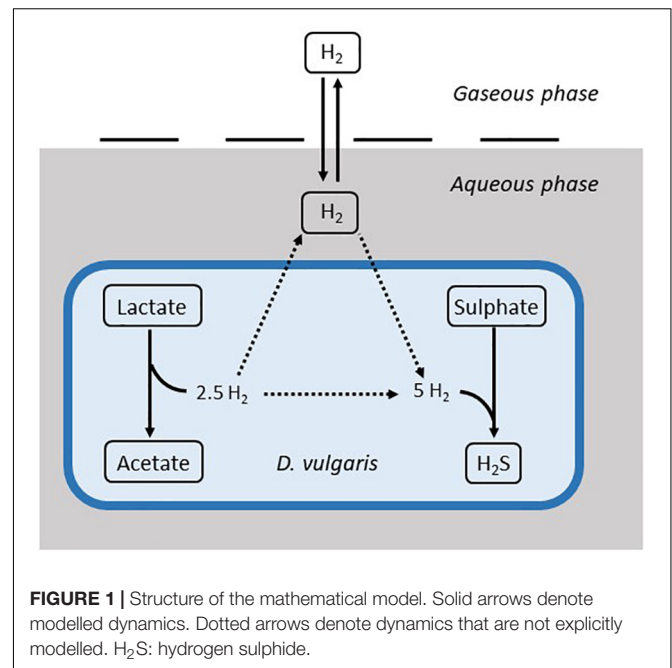 H₂
Gaseous phase
Aqueous phase
H₂
Lactate
Sulphate
2.5 H₂
5 H₂
Acetate
D. vulgaris
H₂S
FIGURE 1 | Structure of the mathematical model. Solid arrows denote
modelled dynamics. Dotted arrows denote dynamics that are not explicitly
modelled. H₂S: hydrogen sulphide.